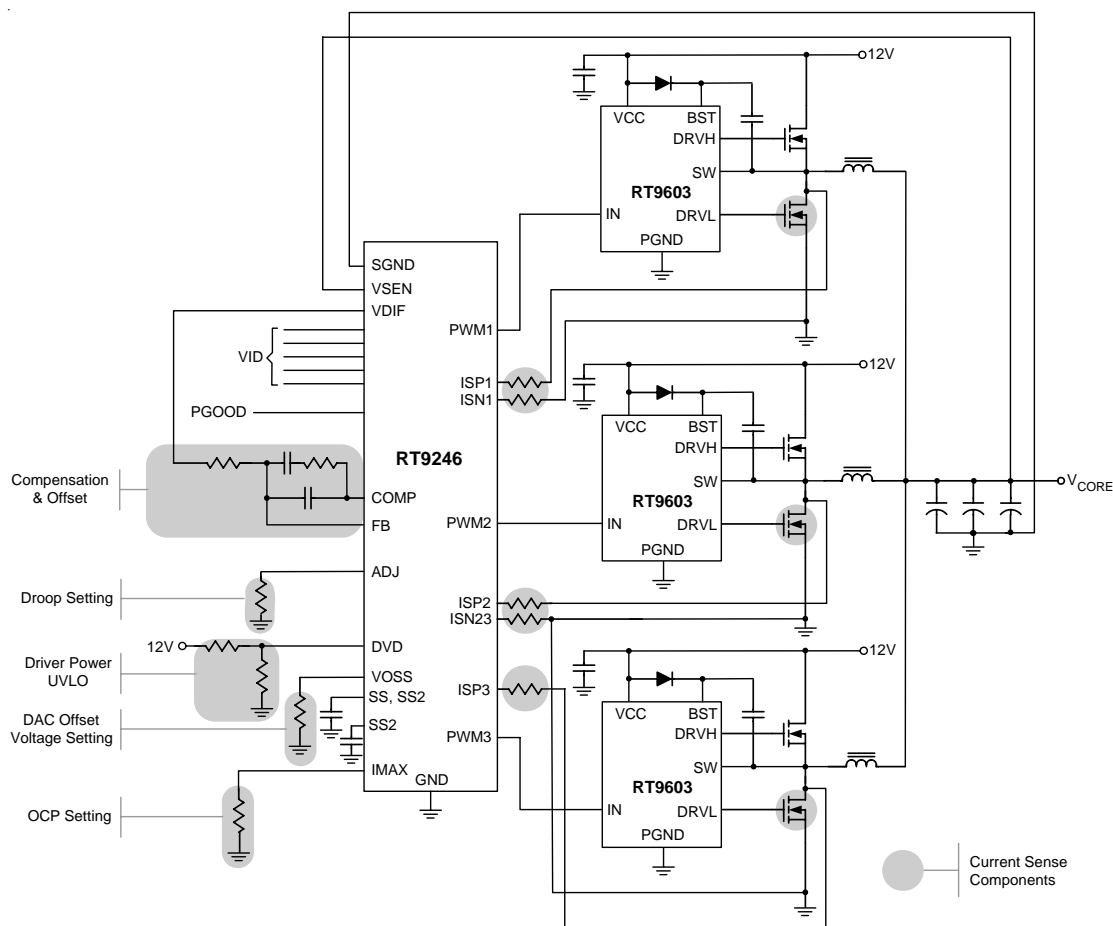 12V
VCC
BST
DRVH
SW
RT9603
IN
DRVL
PGND
SGND
VSEN
VDIF
PWM1
VID
ISP1
ISN1
PGOOD
RT9246
Compensation
& Offset
COMP
FB
12V
VCC
BST
DRVH
SW
RT9603
IN
DRVL
PGND
VCORE
PWM2
ADJ
Droop Setting
ISP2
ISN23
12V
DVD
Driver Power
UVLO
VOSS
ISP3
SS, SS2
DAC Offset
Voltage Setting
SS2
PWM3
IMAX
GND
OCP Setting
12V
VCC
BST
DRVH
SW
RT9603
IN
DRVL
PGND
Current Sense
Components